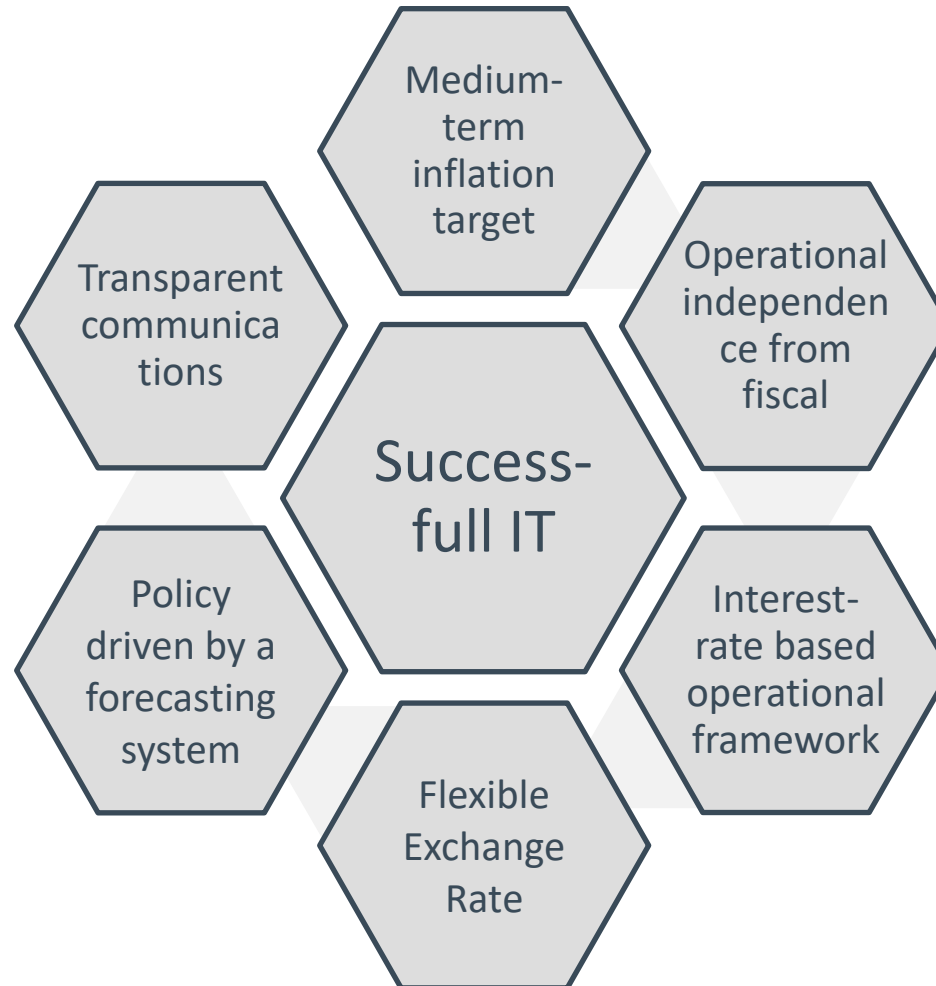 Medium-
term
inflation
target
Operational
independen
ce from
fiscal
Interest-
rate based
operational
framework
Flexible
Exchange
Rate
Policy
driven by a
forecasting
system
Transparent
communica
tions
Success-
full IT